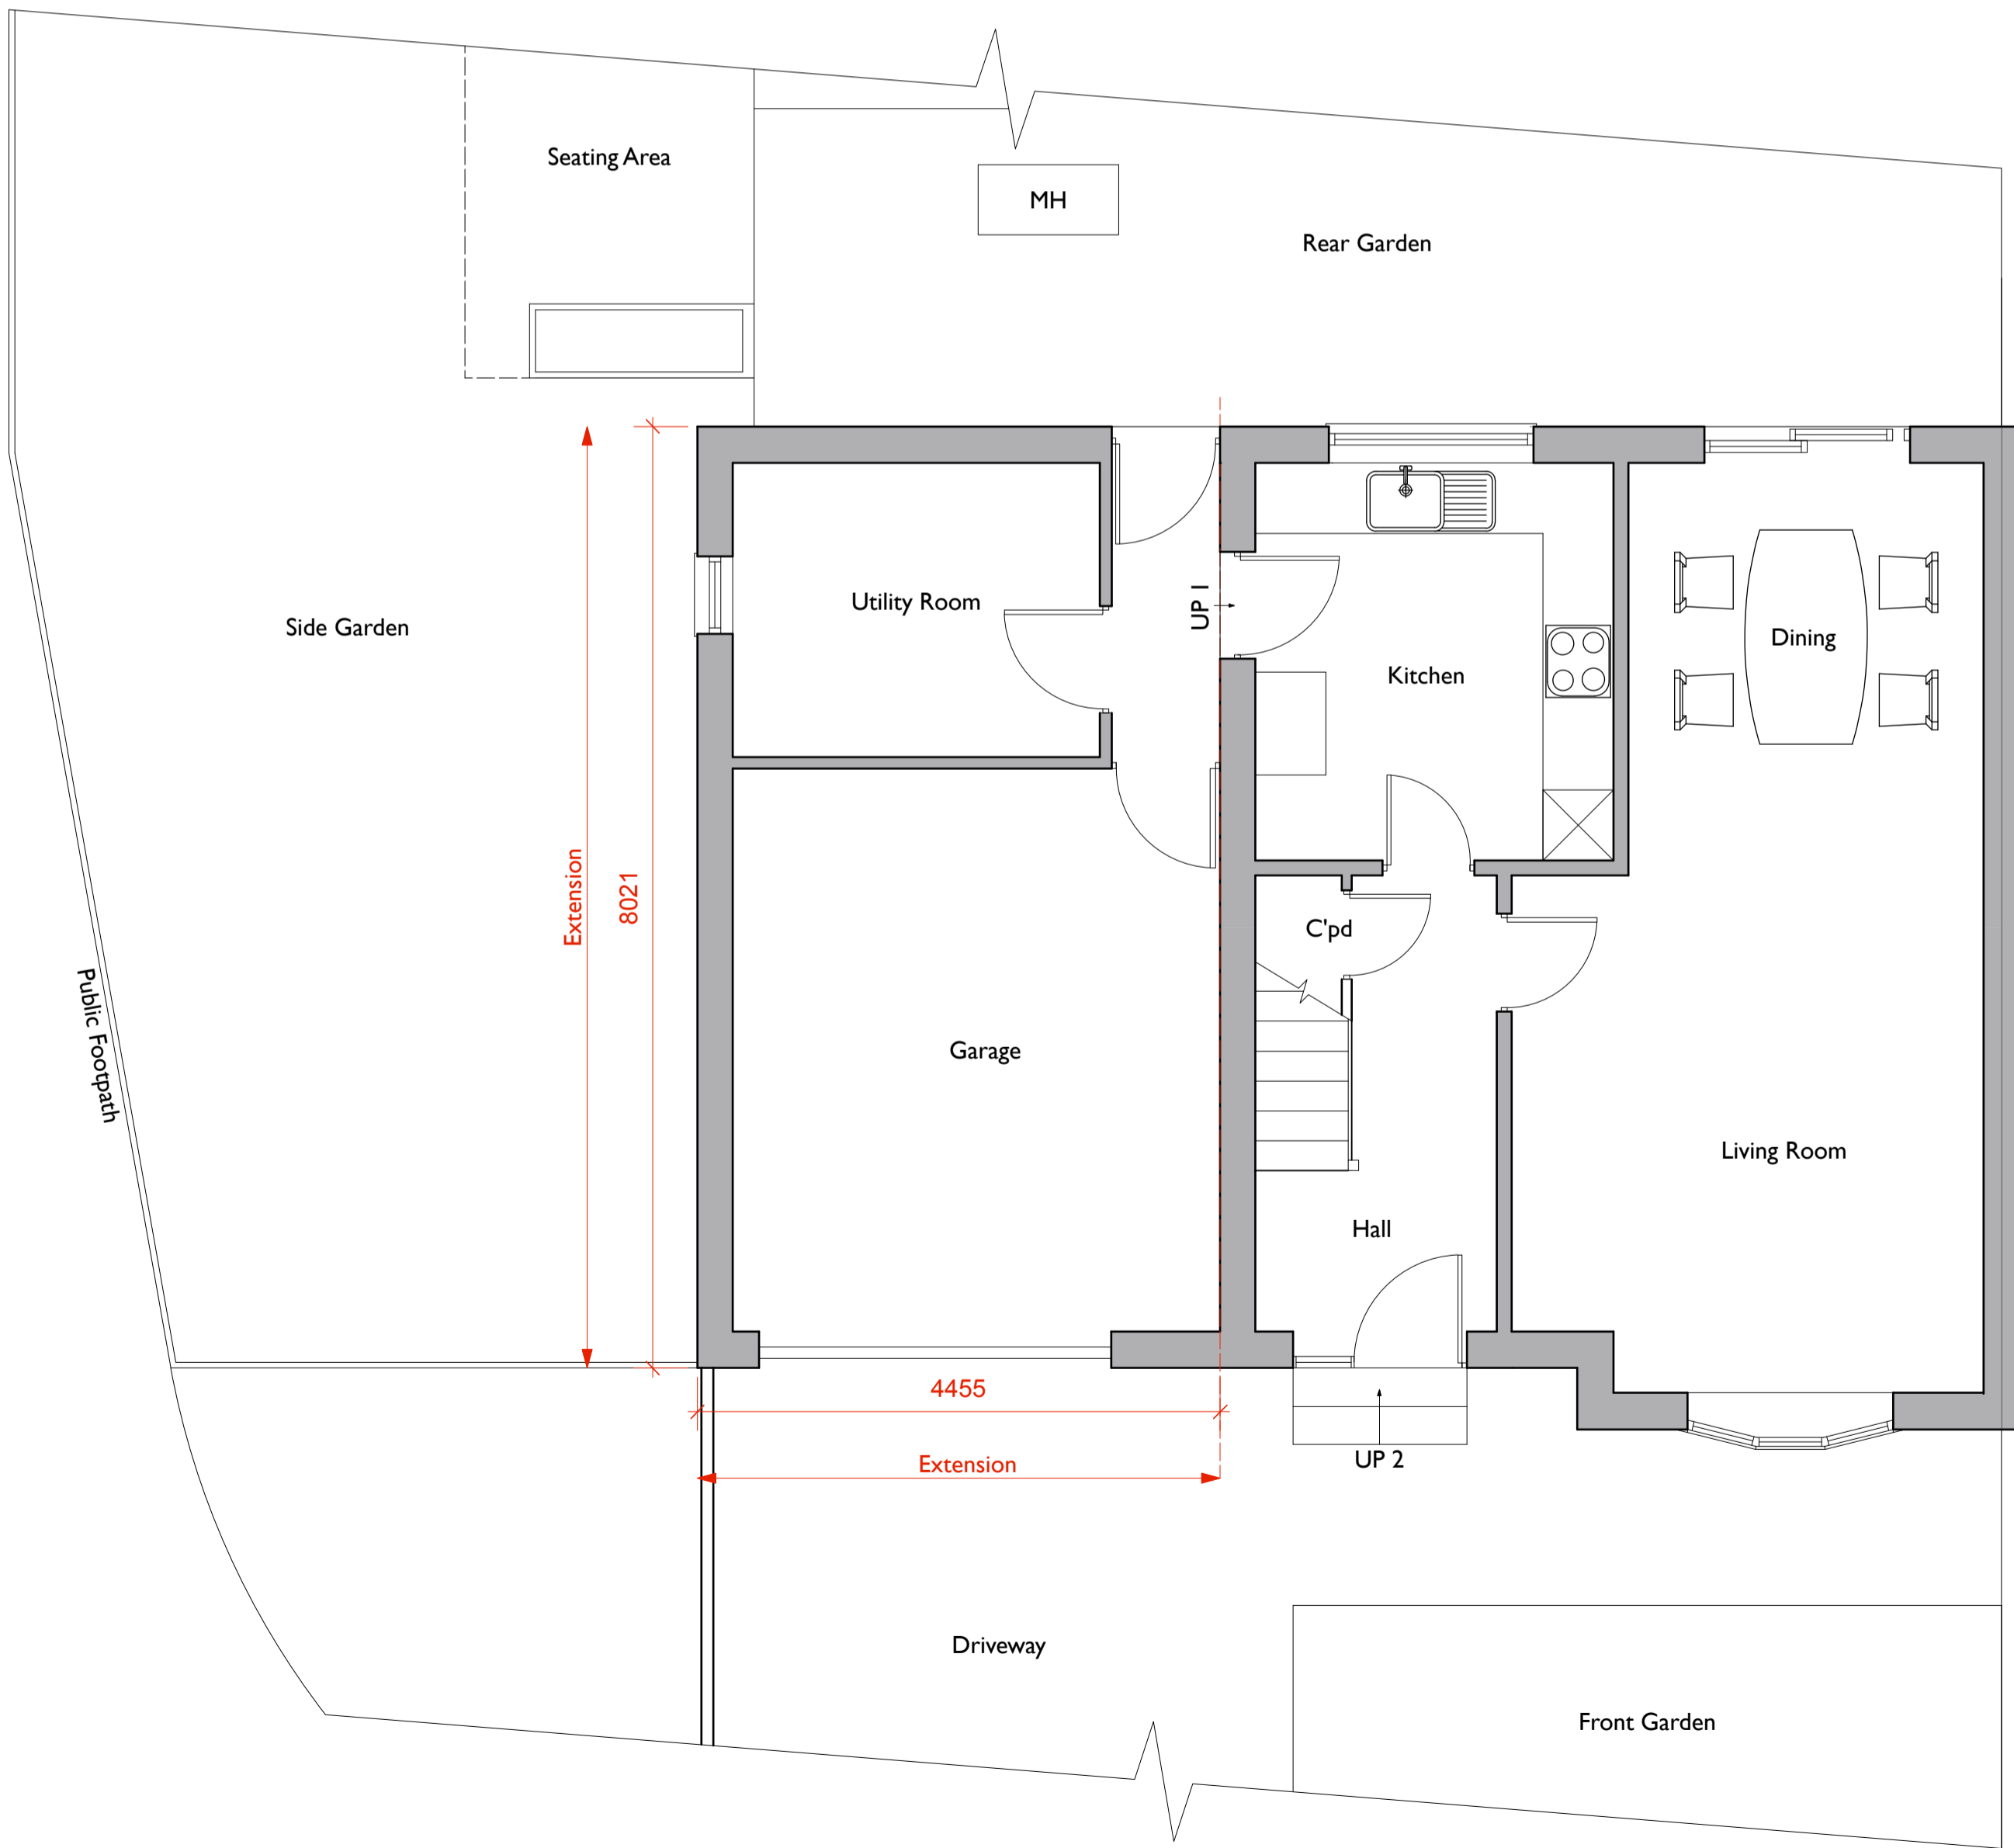 Seating Area
MH
Rear Garden
Utility Room
UP 1
Side Garden
Kitchen
Dining
Extension
8021
C'pd
Public Footpath
Garage
Living Room
Hall
4455
Extension
UP 2
Driveway
Front Garden